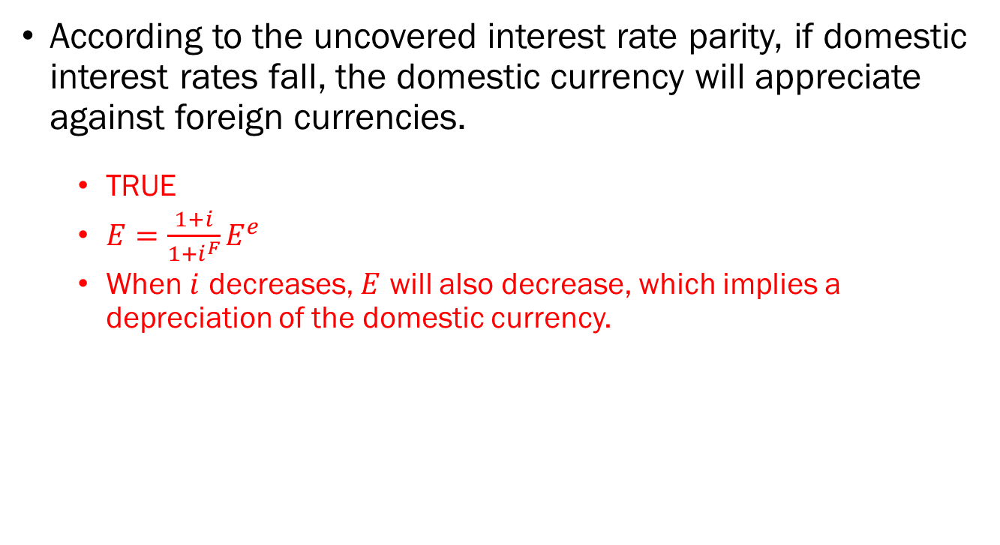 • According to the uncovered interest rate parity, if domestic
interest rates fall, the domestic currency will appreciate
against foreign currencies.
• TRUE
• E = \frac{1+i}{1+i^F} E^e
• When i decreases, E will also decrease, which implies a
depreciation of the domestic currency.